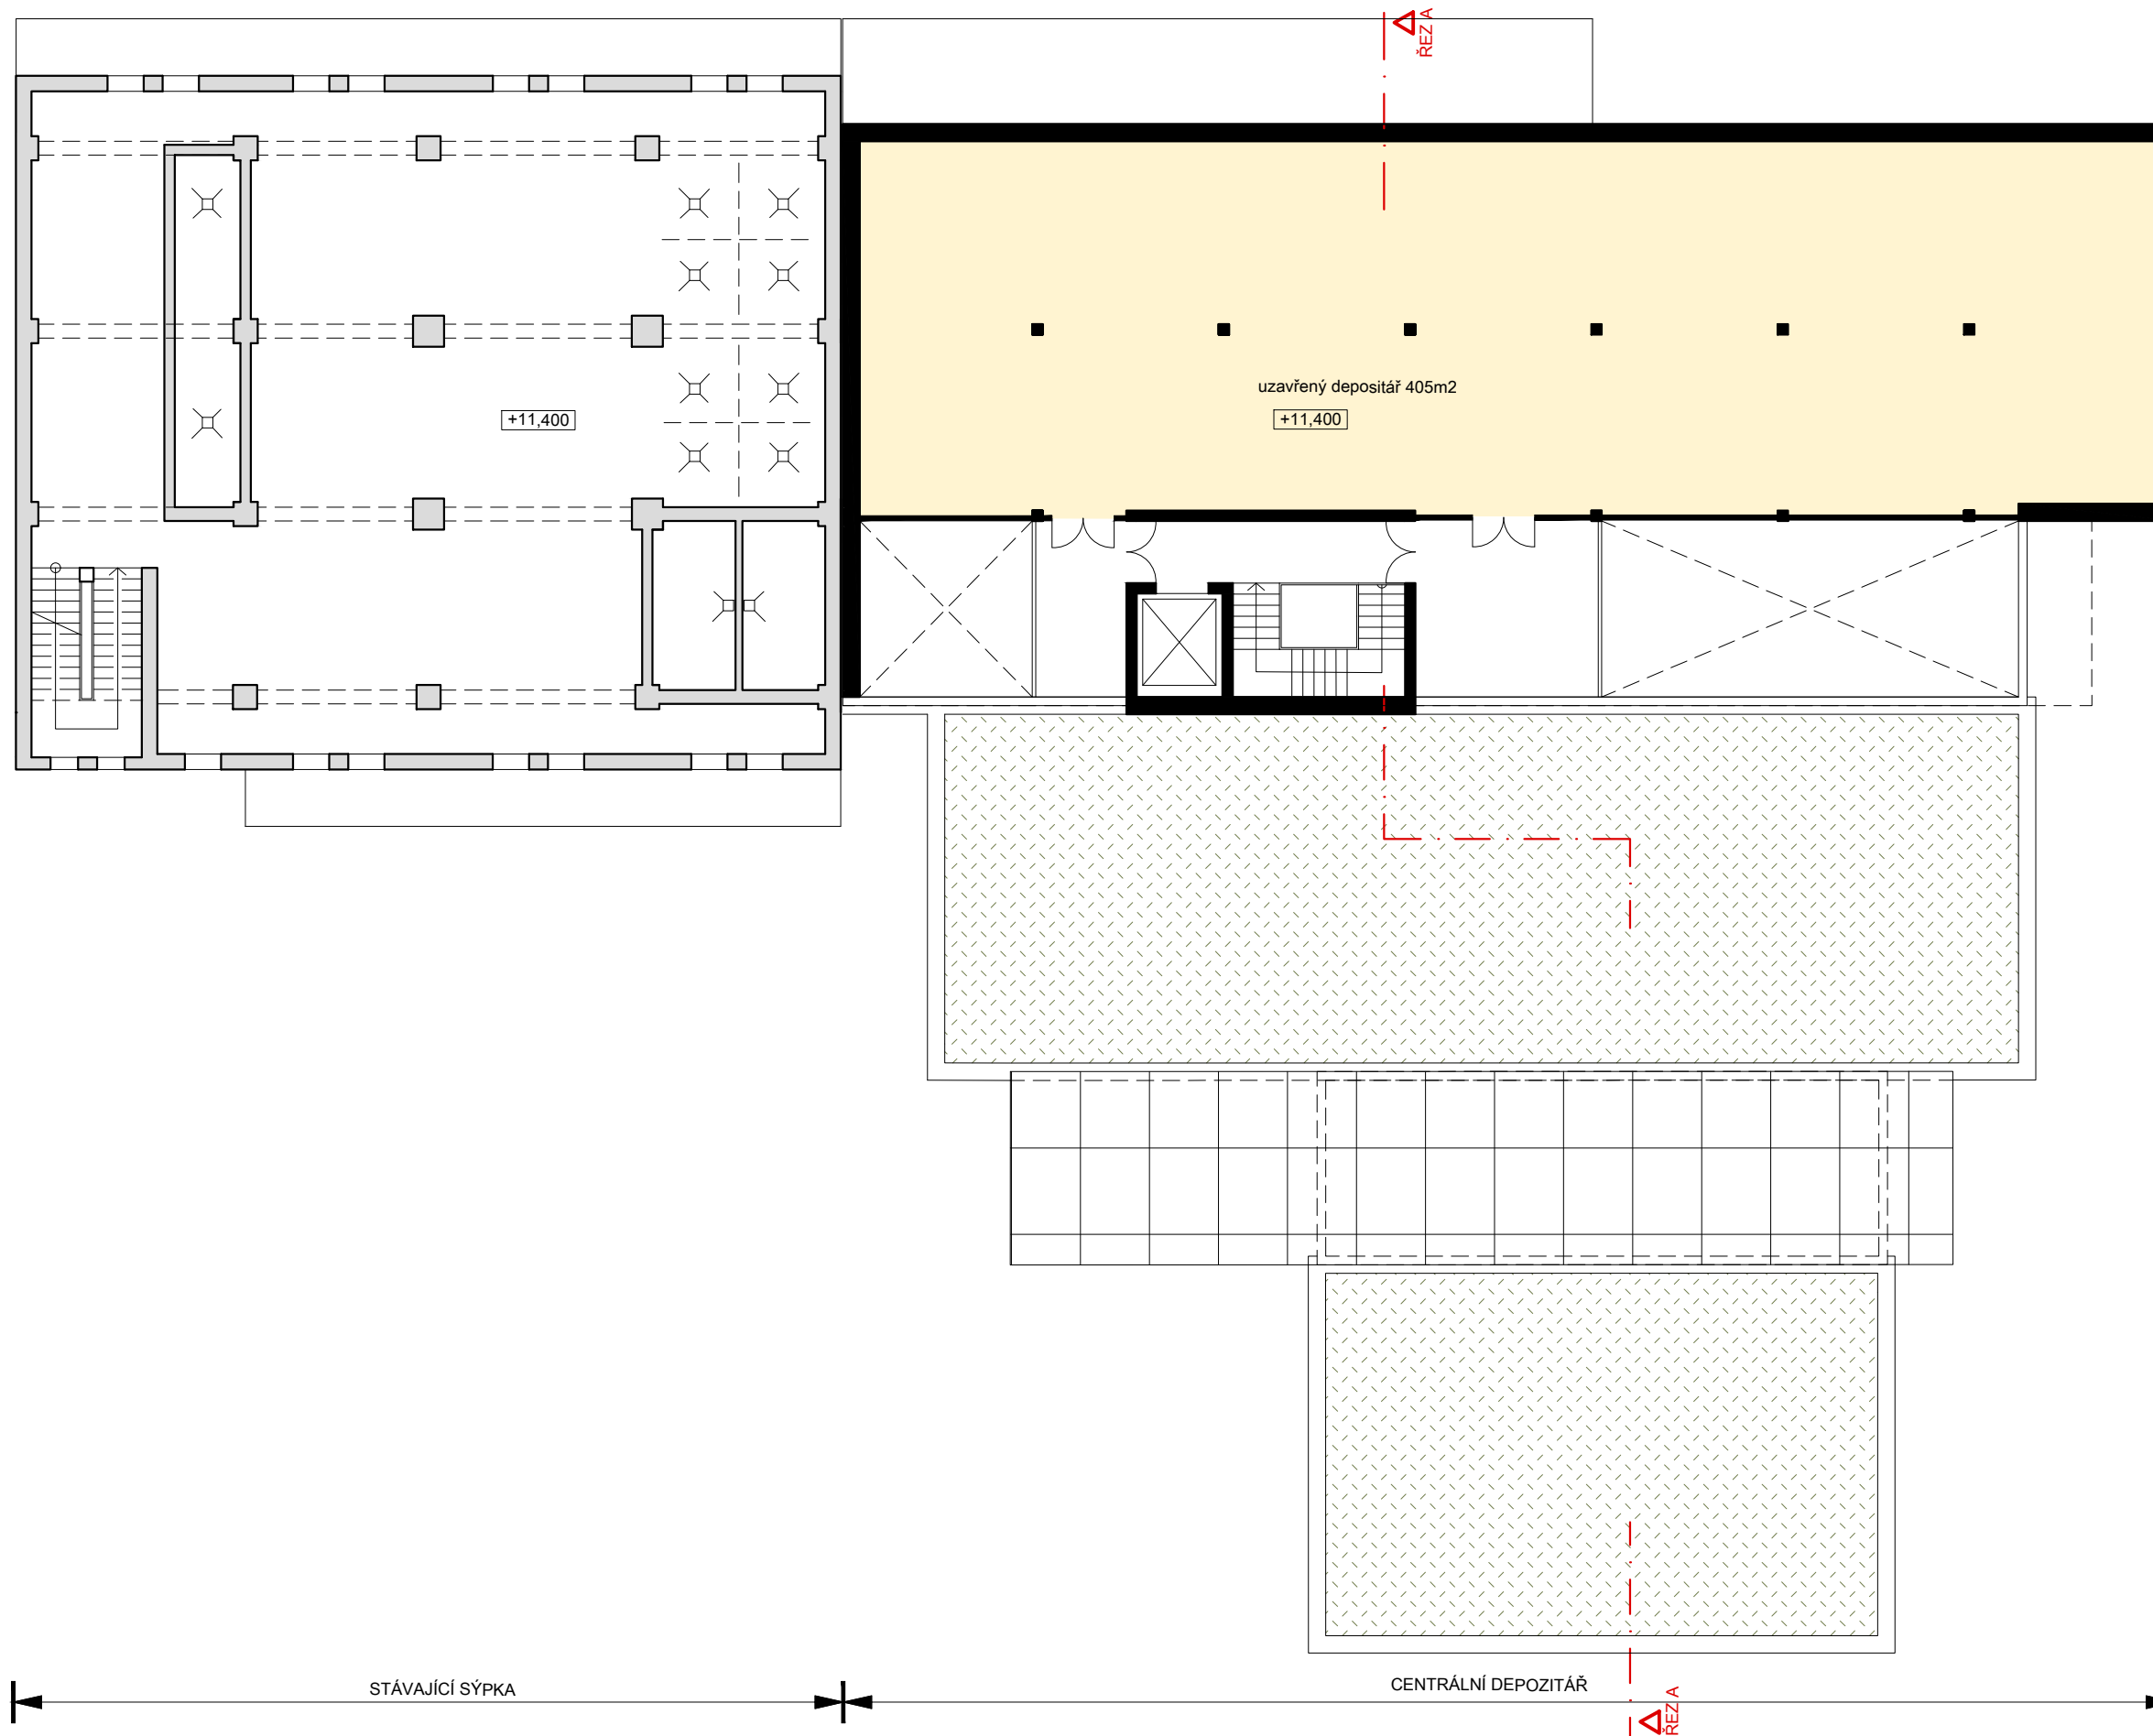 ŘEZ A
uzavřený depositář 405m2
+11,400
+11,400
STÁVAJÍCÍ SÝPKA
CENTRÁLNÍ DEPOZITÁŘ
ŘEZ A